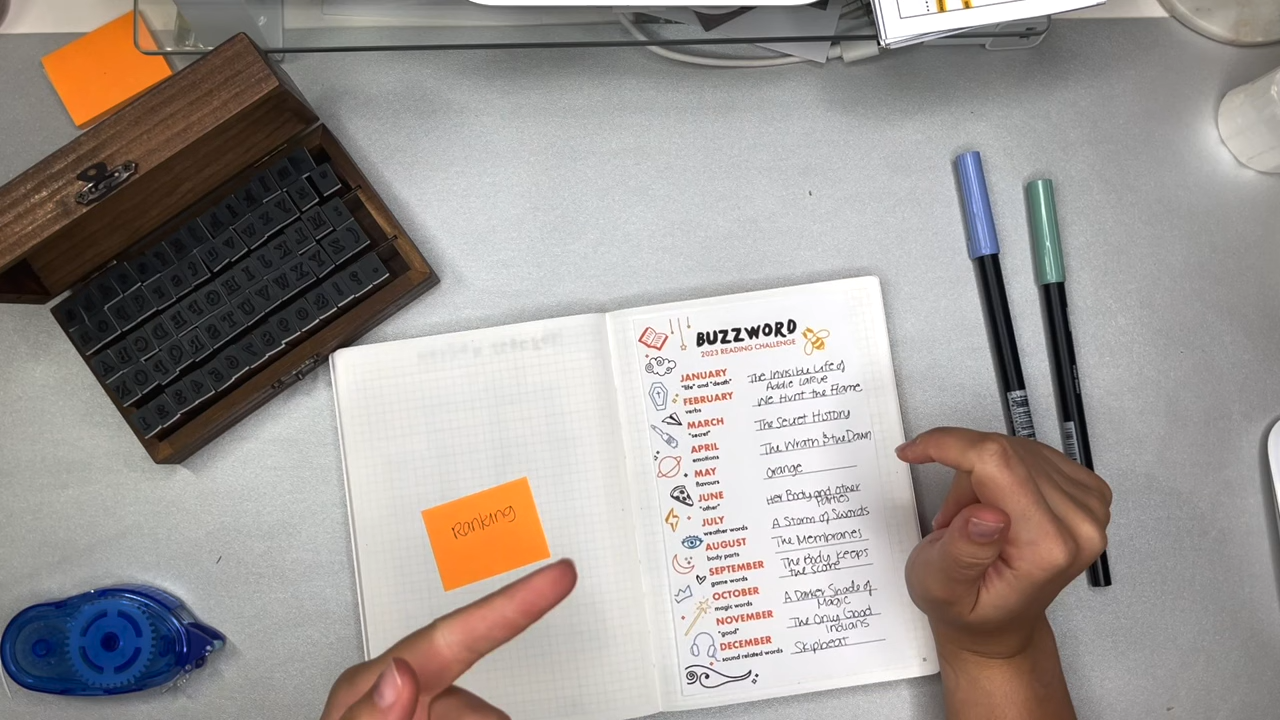 Ranking
BUZZWORD
2023 READING CHALLENGE
JANUARY
"life" and "death"
The Invisible Life of
Addie LaRue
FEBRUARY
verbs
We Hunt the Flame
MARCH
"secret"
The Secret History
APRIL
emotions
The Wrath & the Dawn
MAY
flavours
Orange
JUNE
"other"
Her Body and other
Parties
JULY
weather words
A Storm of Swords
AUGUST
body parts
The Membranes
SEPTEMBER
game words
The Body Keeps
the Score
OCTOBER
magic words
A Darker Shade of
Magic
NOVEMBER
"good"
The Only Good
Indians
DECEMBER
sound related words
Skipbeat